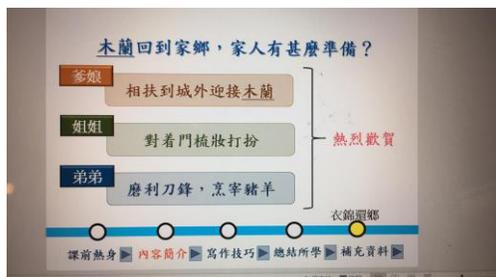 木蘭回到家鄉，家人有甚麼準備？
爹娘
相扶到城外迎接木蘭
姐姐
對着門梳妝打扮
弟弟
磨利刀鋒，烹宰豬羊
熱烈歡賀
衣錦還鄉
課前熱身 內容簡介 寫作技巧 總結所學 補充資料